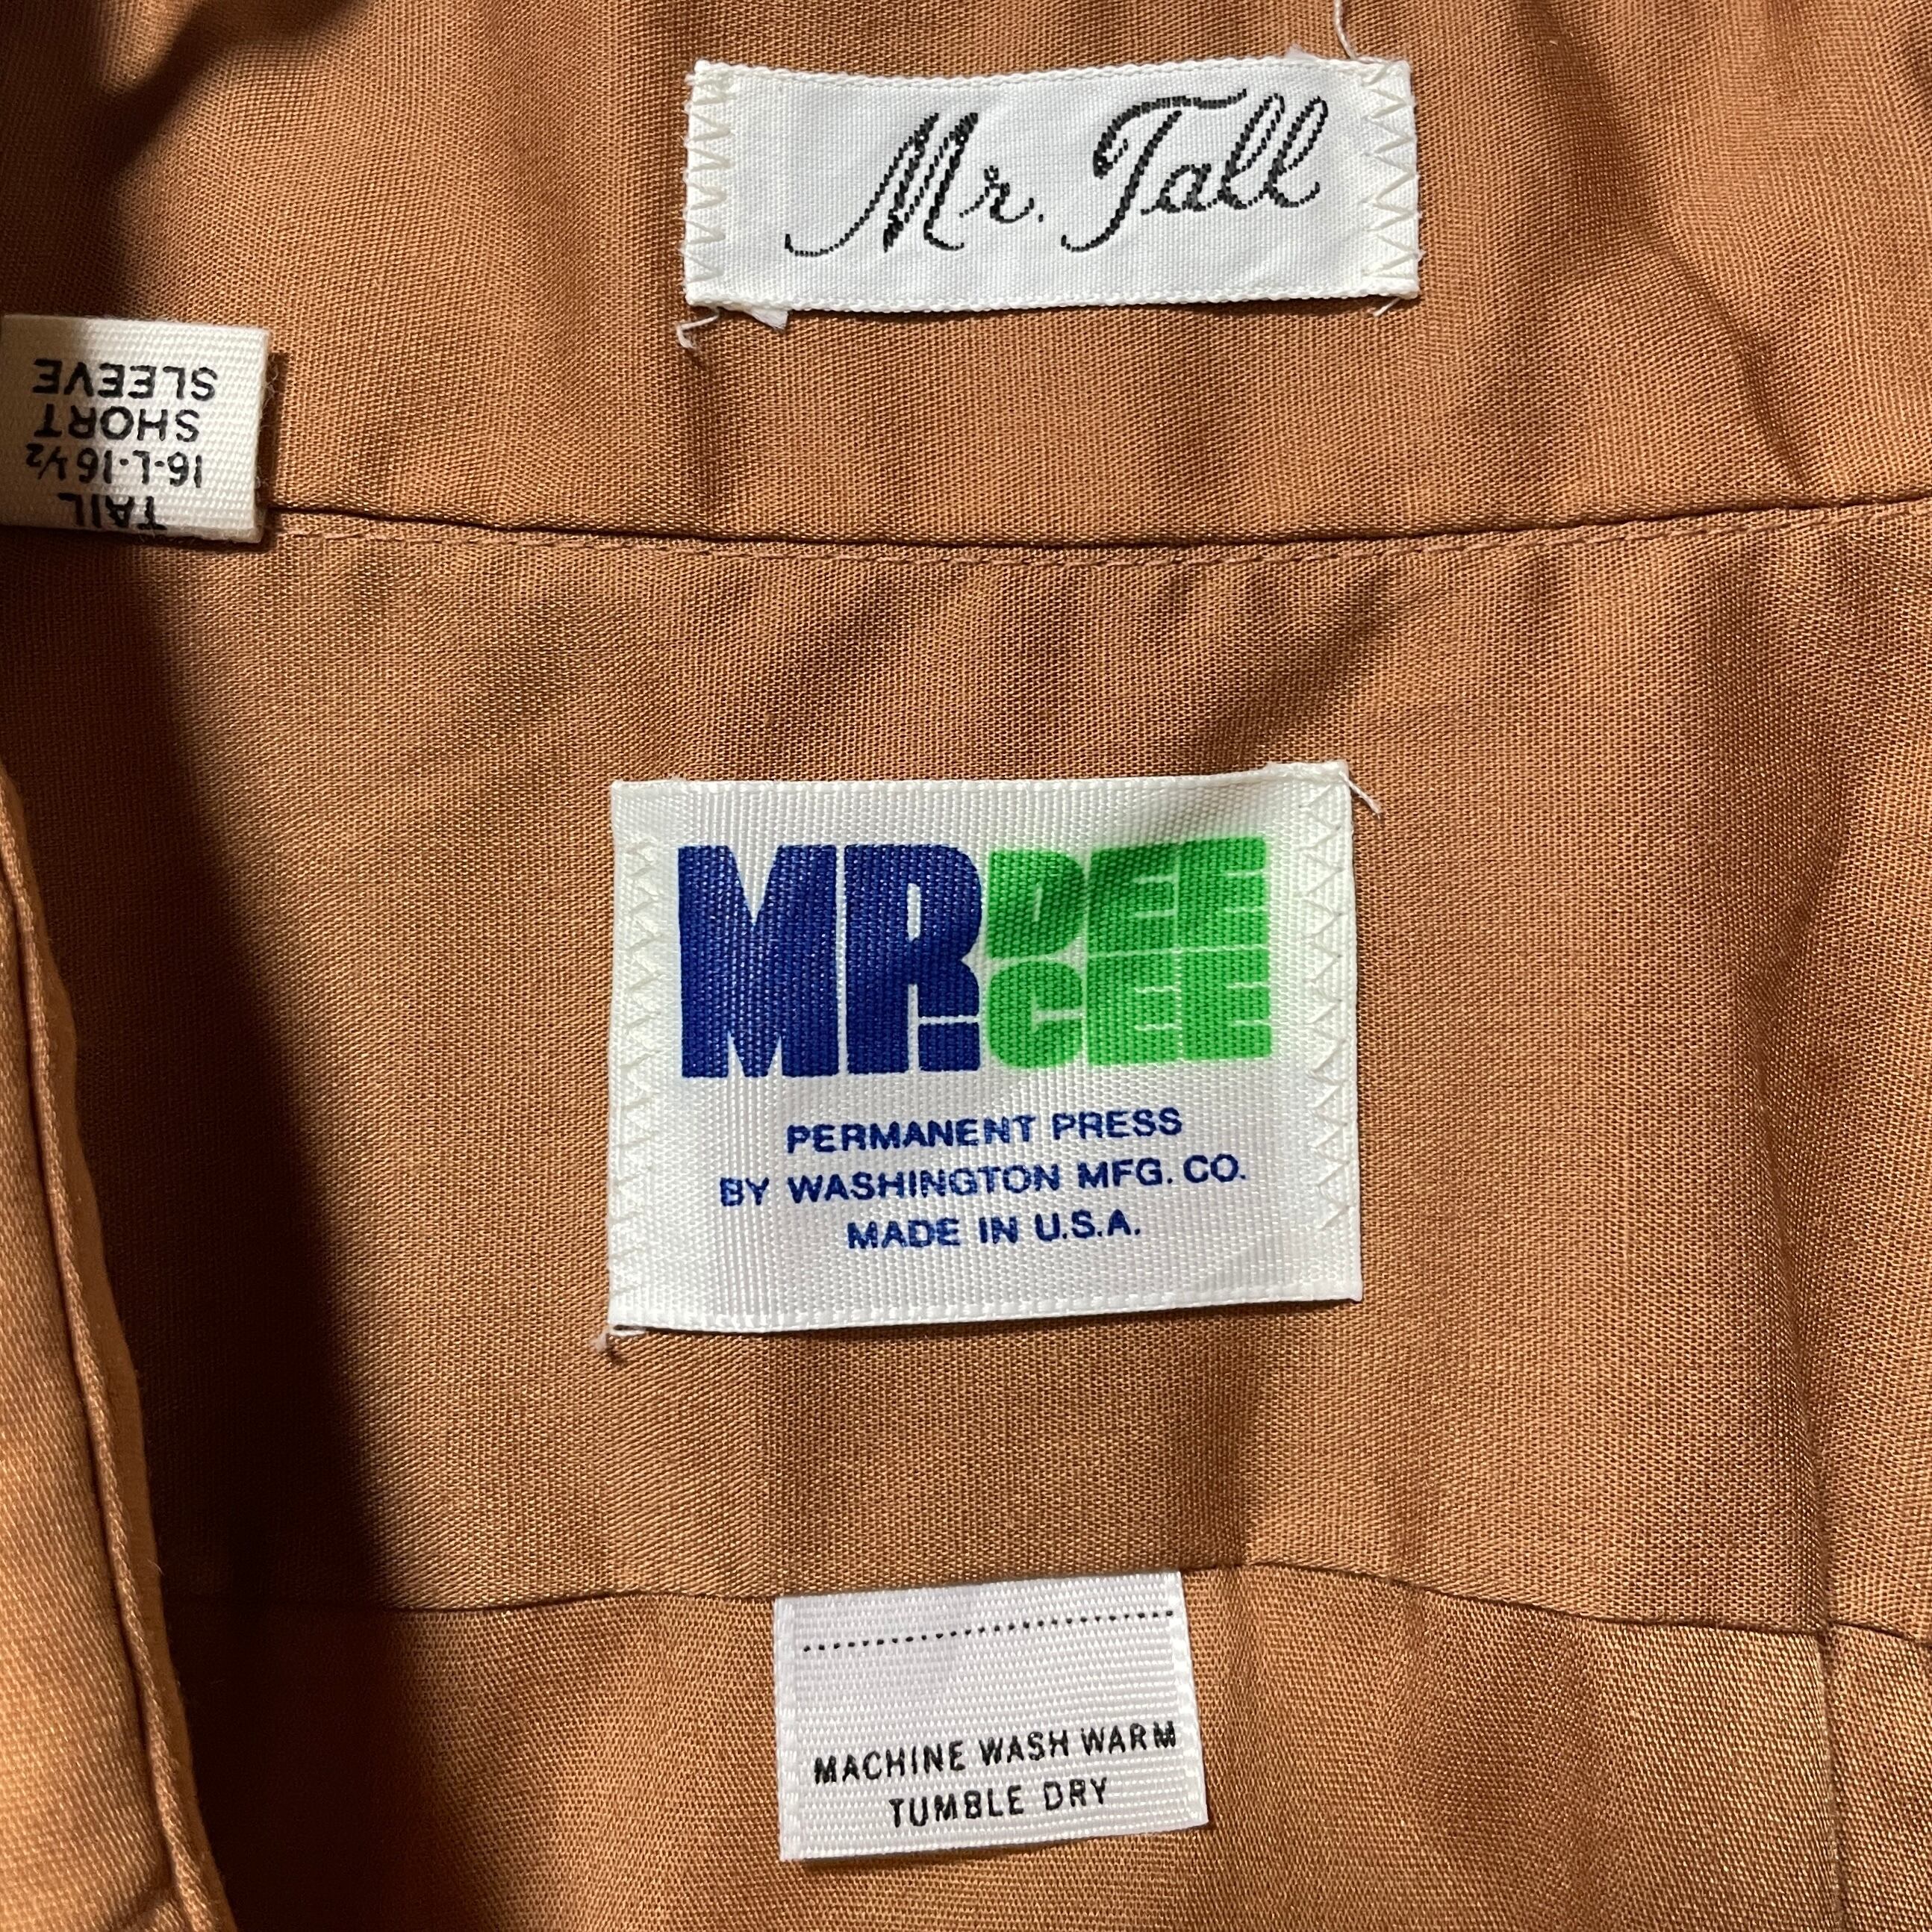 Mr. Tall
TAIL
16-L-16½
SHORT
SLEEVE
MR. DEE
CEE
PERMANENT PRESS
BY WASHINGTON MFG. CO.
MADE IN U.S.A.
MACHINE WASH WARM
TUMBLE DRY